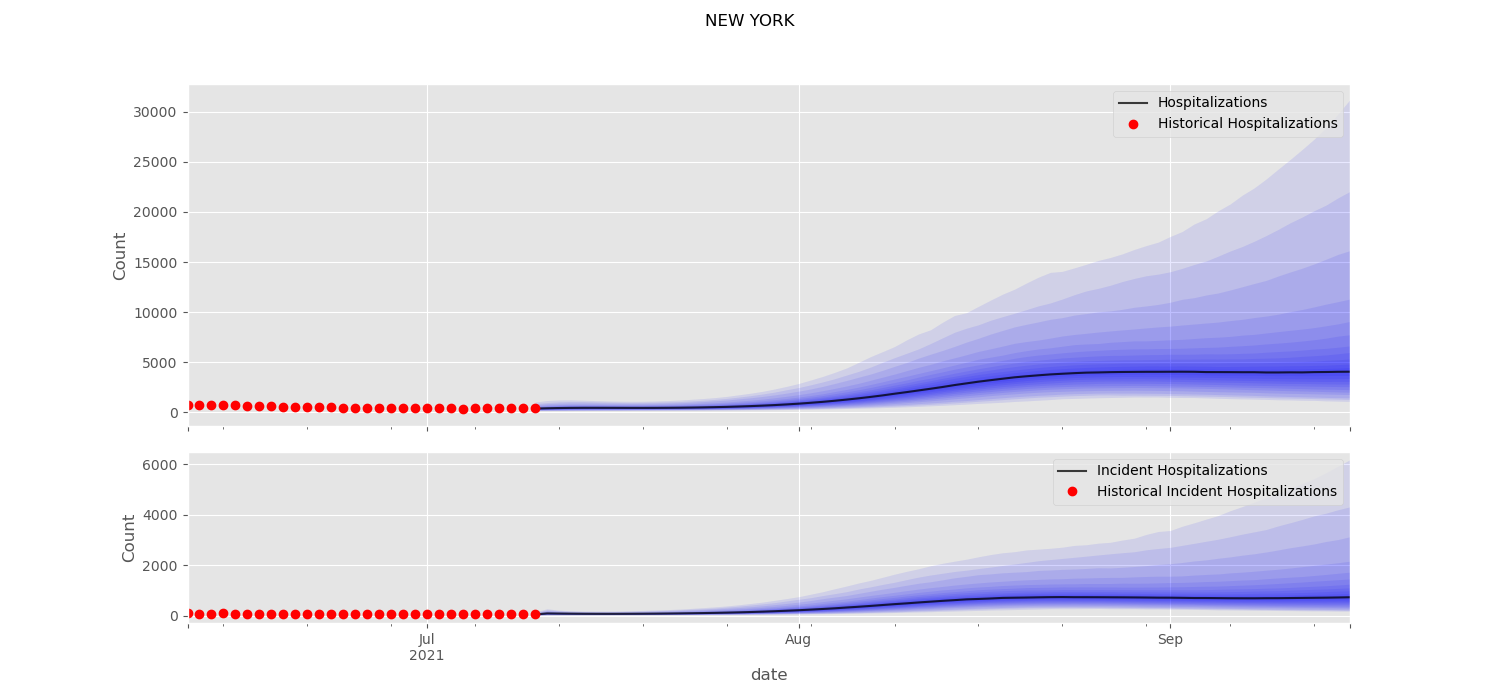 NEW YORK
30000
25000
20000
15000
10000
5000
0
Count
Hospitalizations
Historical Hospitalizations
6000
4000
2000
0
Count
Incident Hospitalizations
Historical Incident Hospitalizations
Jul
2021
Aug
Sep
date